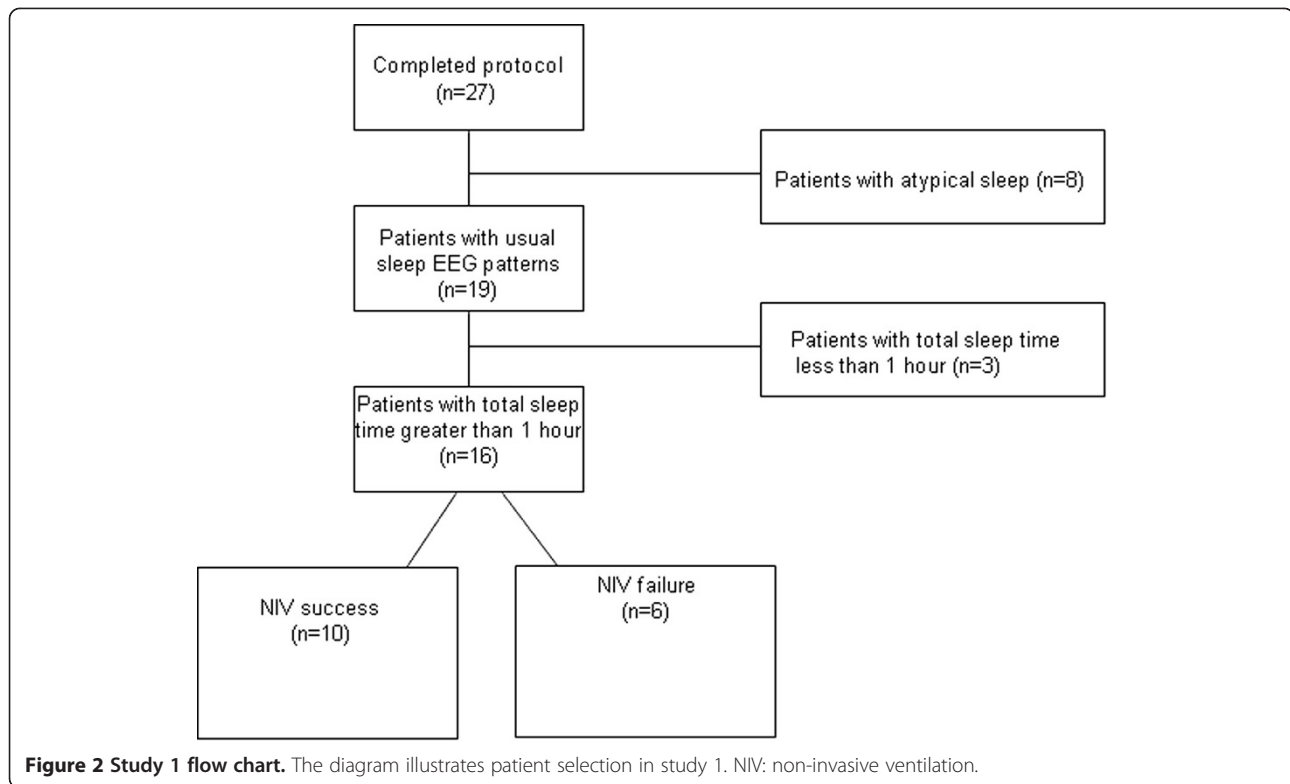 Completed protocol
(n=27)
Patients with atypical sleep (n=8)
Patients with usual
sleep EEG patterns
(n=19)
Patients with total sleep time
less than 1 hour (n=3)
Patients with total sleep
time greater than 1 hour
(n=16)
NIV success
(n=10)
NIV failure
(n=6)
Figure 2 Study 1 flow chart. The diagram illustrates patient selection in study 1. NIV: non-invasive ventilation.